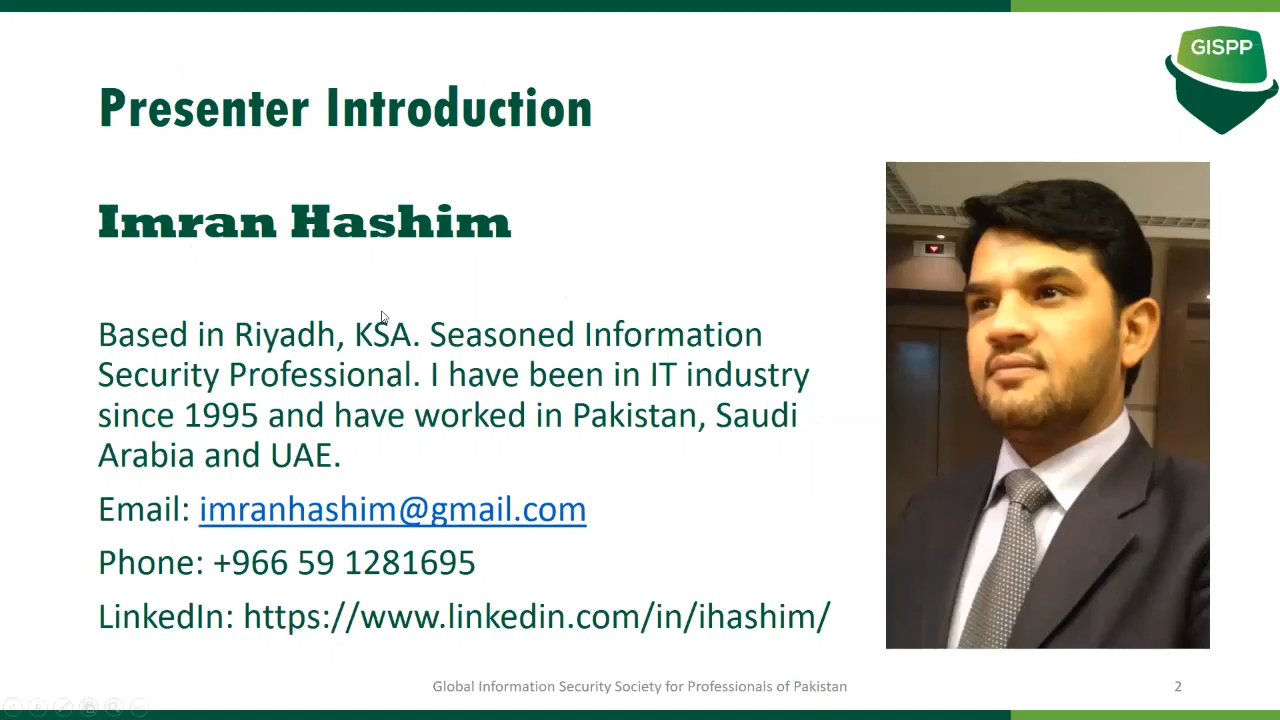 GISPP
Presenter Introduction
Imran Hashim
Based in Riyadh, KSA. Seasoned Information
Security Professional. I have been in IT industry
since 1995 and have worked in Pakistan, Saudi
Arabia and UAE.
Email: imranhashim@gmail.com
Phone: +966 59 1281695
LinkedIn: https://www.linkedin.com/in/ihashim/
Global Information Security Society for Professionals of Pakistan
2